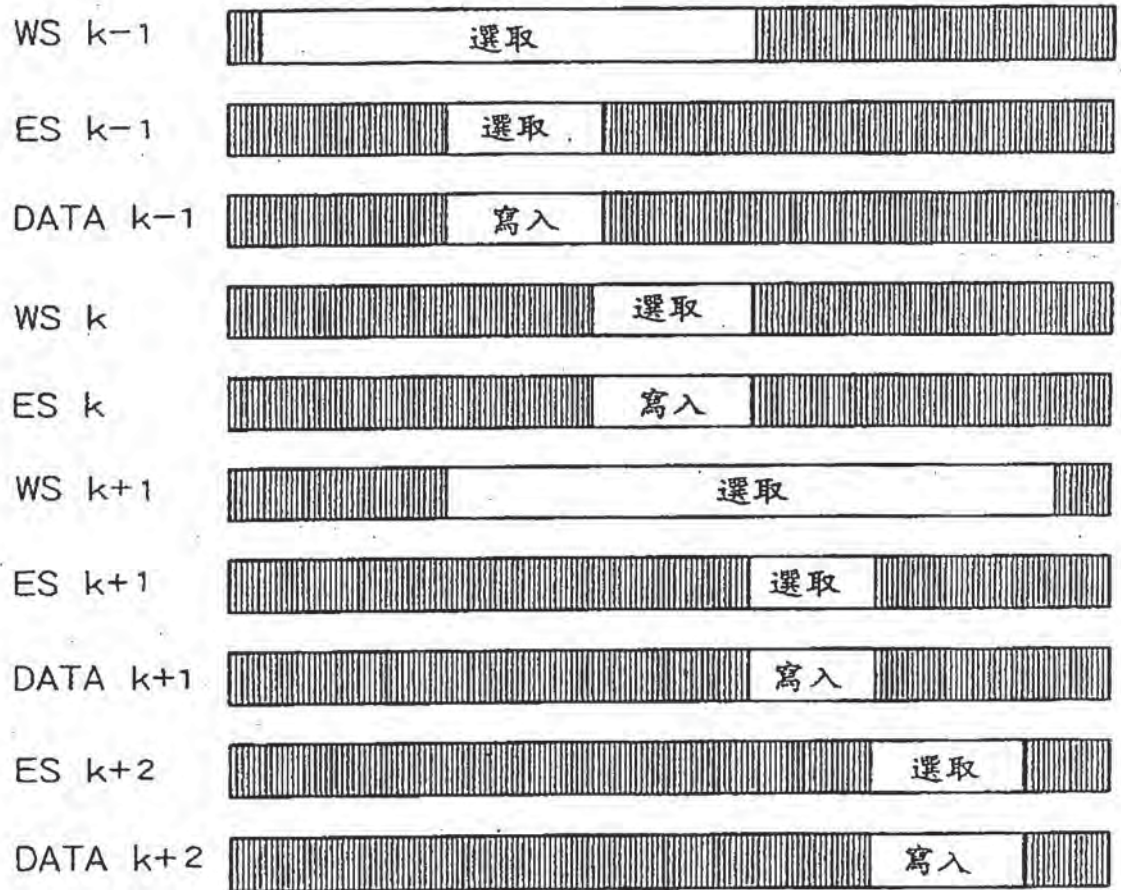 WS k-1 選取
ES k-1 選取
DATA k-1 寫入
WS k 選取
ES k 寫入
WS k+1 選取
ES k+1 選取
DATA k+1 寫入
ES k+2 選取
DATA k+2 寫入